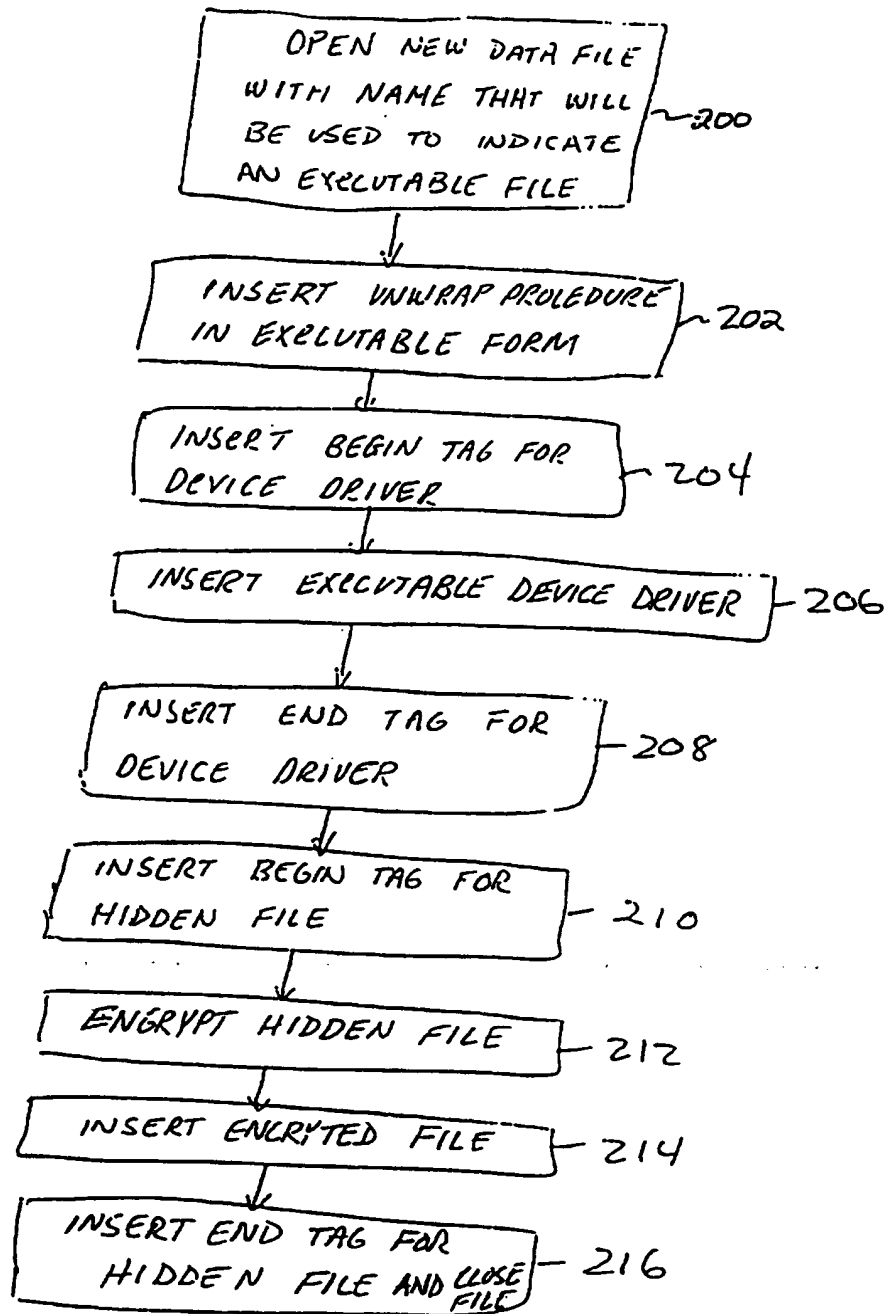 OPEN NEW DATA FILE
WITH NAME THAT WILL
BE USED TO INDICATE
AN EXECUTABLE FILE
200
INSERT UNWRAP PROCEDURE
IN EXECUTABLE FORM
202
INSERT BEGIN TAG FOR
DEVICE DRIVER
204
INSERT EXECUTABLE DEVICE DRIVER
206
INSERT END TAG FOR
DEVICE DRIVER
208
INSERT BEGIN TAG FOR
HIDDEN FILE
210
ENGRYPT HIDDEN FILE
212
INSERT ENCRYTED FILE
214
INSERT END TAG FOR
HIDDEN FILE AND CLOSE
FILE
216